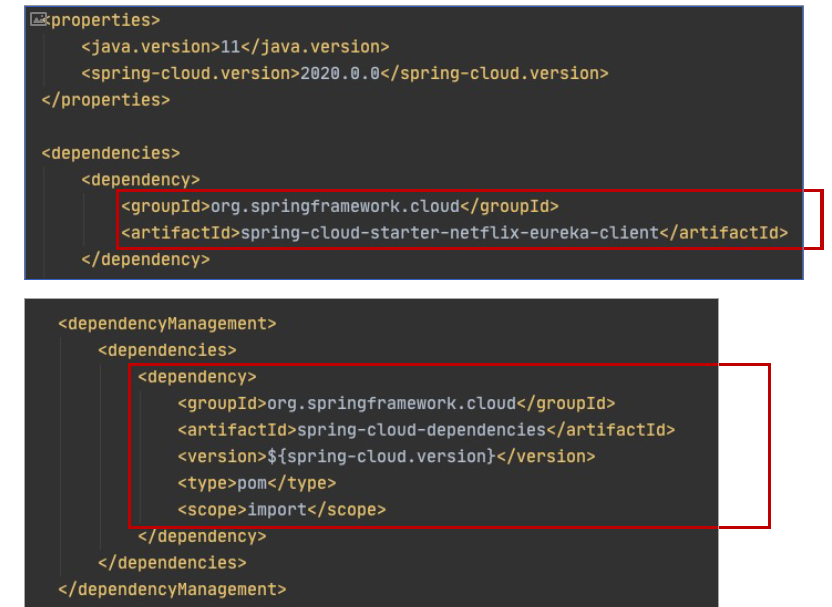 <properties>
<java.version>11</java.version>
<spring-cloud.version>2020.0.0</spring-cloud.version>
</properties>
<dependencies>
<dependency>
<groupId>org.springframework.cloud</groupId>
<artifactId>spring-cloud-starter-netflix-eureka-client</artifactId>
</dependency>
<dependencyManagement>
<dependencies>
<dependency>
<groupId>org.springframework.cloud</groupId>
<artifactId>spring-cloud-dependencies</artifactId>
<version>${spring-cloud.version}</version>
<type>pom</type>
<scope>import</scope>
</dependency>
</dependencies>
</dependencyManagement>